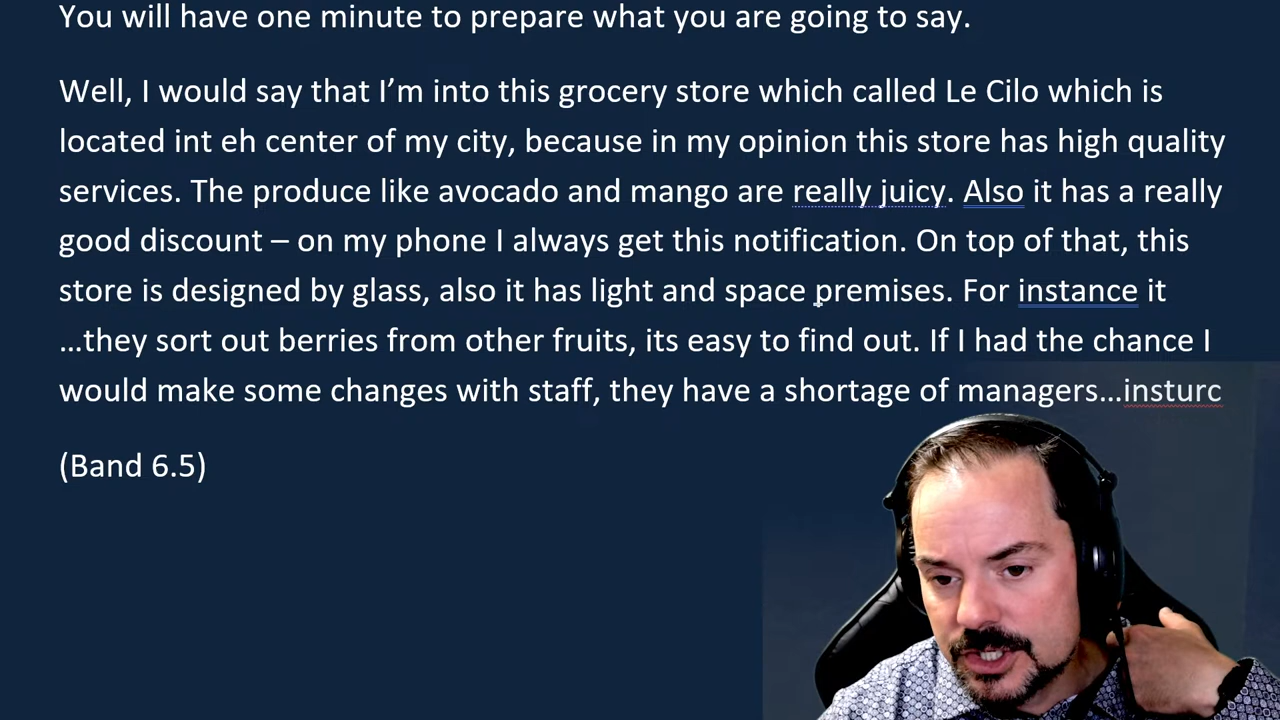 You will have one minute to prepare what you are going to say.
Well, I would say that I’m into this grocery store which called Le Cilo which is
located int eh center of my city, because in my opinion this store has high quality
services. The produce like avocado and mango are really juicy. Also it has a really
good discount – on my phone I always get this notification. On top of that, this
store is designed by glass, also it has light and space premises. For instance it
…they sort out berries from other fruits, its easy to find out. If I had the chance I
would make some changes with staff, they have a shortage of managers…insturc
(Band 6.5)